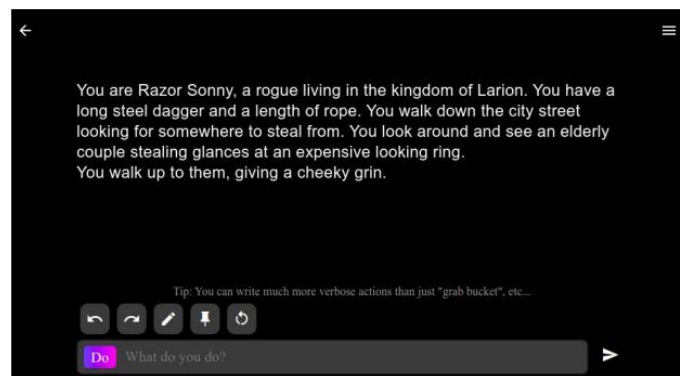 You are Razor Sonny, a rogue living in the kingdom of Larion. You have a
long steel dagger and a length of rope. You walk down the city street
looking for somewhere to steal from. You look around and see an elderly
couple stealing glances at an expensive looking ring.
You walk up to them, giving a cheeky grin.
Tip: You can write much more verbose actions than just "grab bucket", etc...
Do What do you do?